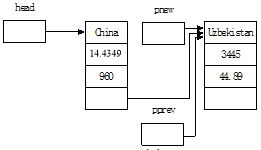 head
pnew
China
Uzbekistan
14.4349
3445
960
44.89
pprev